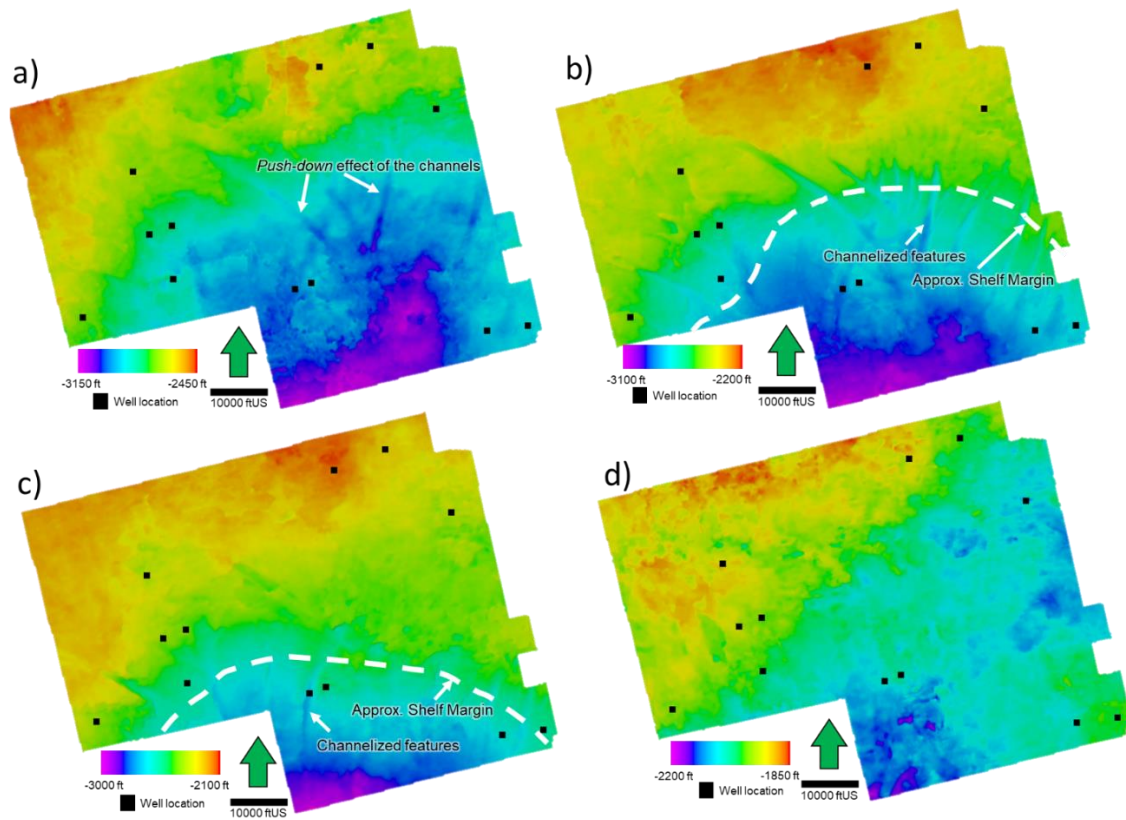 a)
Push-down effect of the channels
-3150 ft
-2450 ft
Well location
10000 ftUS
b)
Channelized features
Approx. Shelf Margin
-3100 ft
-2200 ft
Well location
10000 ftUS
c)
Approx. Shelf Margin
Channelized features
-3000 ft
-2100 ft
Well location
10000 ftUS
d)
-2200 ft
-1850 ft
Well location
10000 ftUS